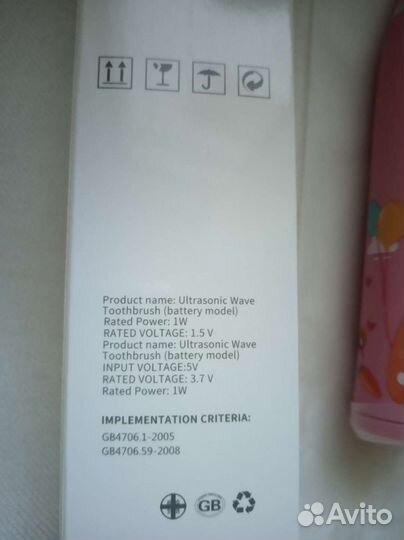 Product name: Ultrasonic Wave
Toothbrush (battery model)
Rated Power: 1W
RATED VOLTAGE: 1.5 V
Product name: Ultrasonic Wave
Toothbrush (battery model)
INPUT VOLTAGE:5V
RATED VOLTAGE: 3.7 V
Rated Power: 1W
IMPLEMENTATION CRITERIA:
GB4706.1-2005
GB4706.59-2008
GB
Avito